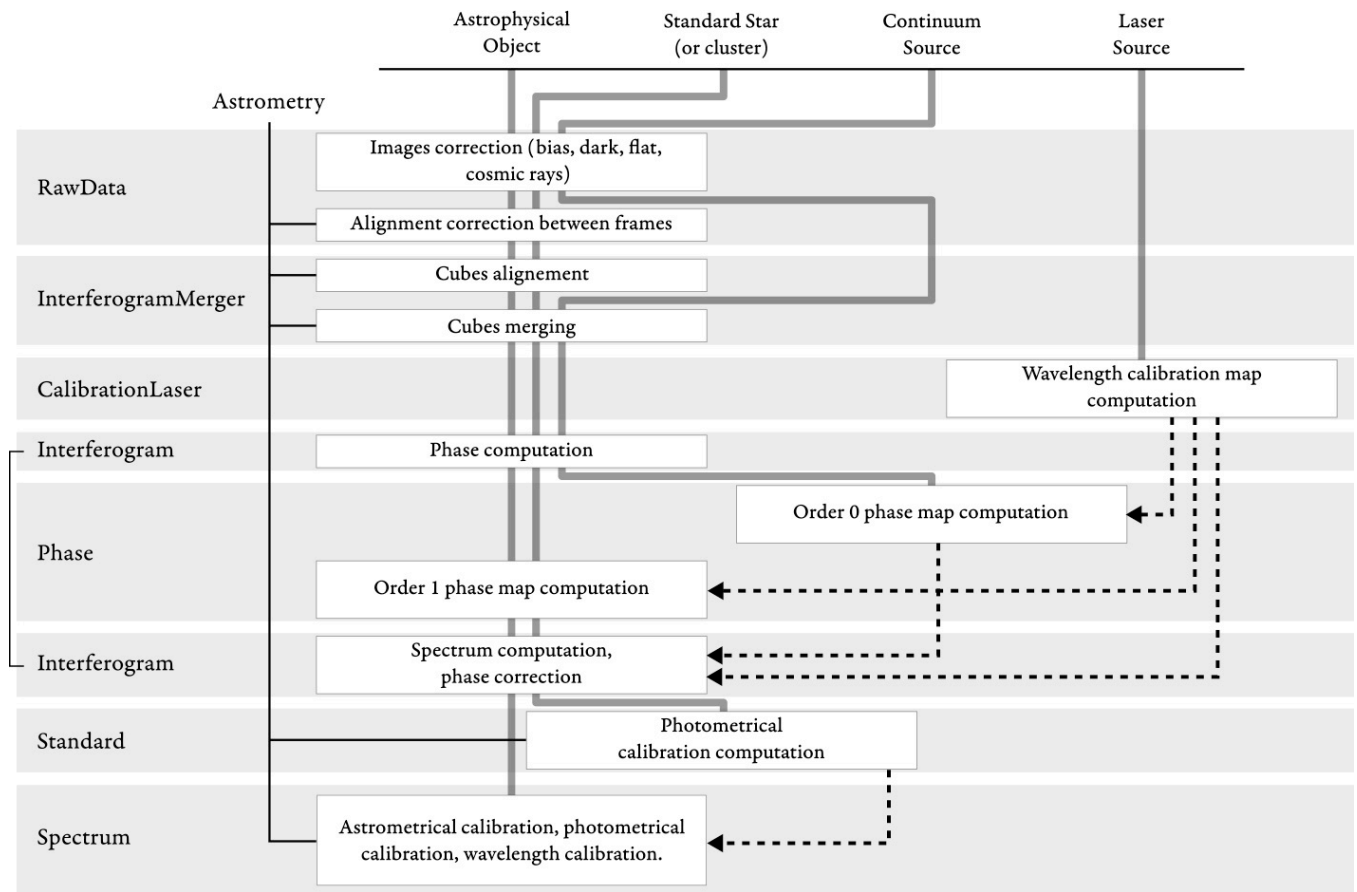 Astrophysical
Object
Standard Star
(or cluster)
Continuum
Source
Laser
Source
Astrometry
RawData
Images correction (bias, dark, flat,
cosmic rays)
Alignment correction between frames
InterferogramMerger
Cubes alignement
Cubes merging
CalibrationLaser
Wavelength calibration map
computation
Interferogram
Phase computation
Phase
Order 0 phase map computation
Order 1 phase map computation
Interferogram
Spectrum computation,
phase correction
Standard
Photometrical
calibration computation
Spectrum
Astrometrical calibration, photometrical
calibration, wavelength calibration.